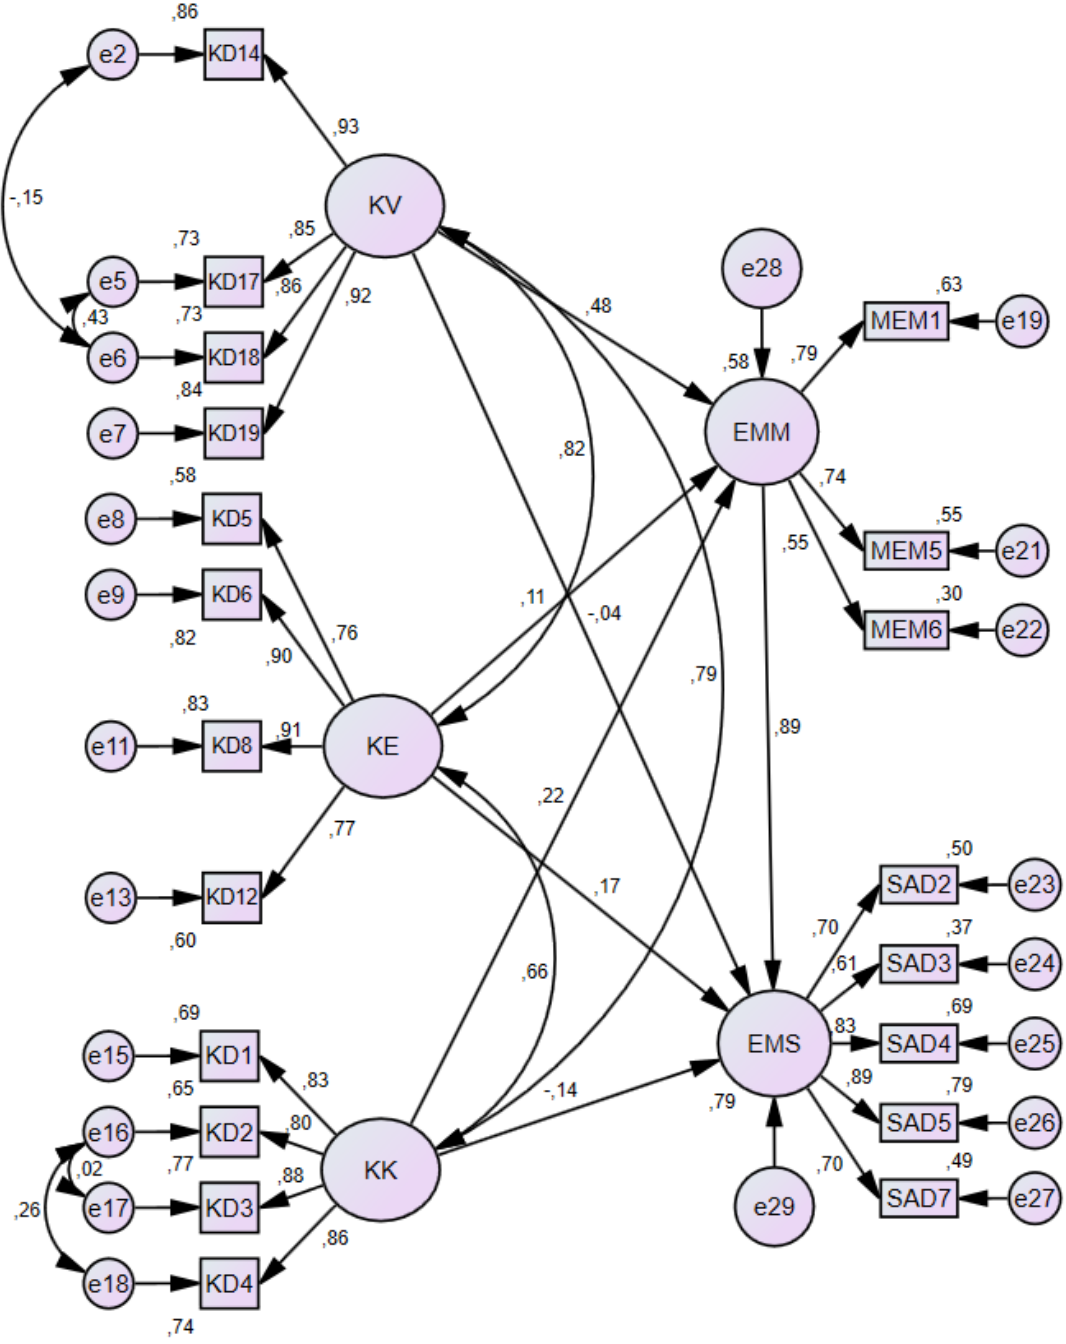 ,86
e2
KD14
,93
-,15
KV
,85
,73
e5
KD17
,86
,92
,43
,73
e6
KD18
,84
e7
KD19
,58
e8
KD5
e9
KD6
,82
,90
,76
,83
e11
KD8
,91
KE
,77
e13
KD12
,60
,69
e15
KD1
,83
,65
e16
KD2
,80
,02
,77
,88
KK
,26
e17
KD3
,86
e18
KD4
,74
,48
,82
,11
-,04
,79
,22
,17
,66
-,14
,89
e28
,58
,79
,63
MEM1
e19
EMM
,74
,55
,55
MEM5
e21
,30
MEM6
e22
,50
SAD2
e23
,70
,37
,61
SAD3
e24
,69
EMS
,83
SAD4
e25
,89
,79
,79
SAD5
e26
,70
,49
SAD7
e27
e29